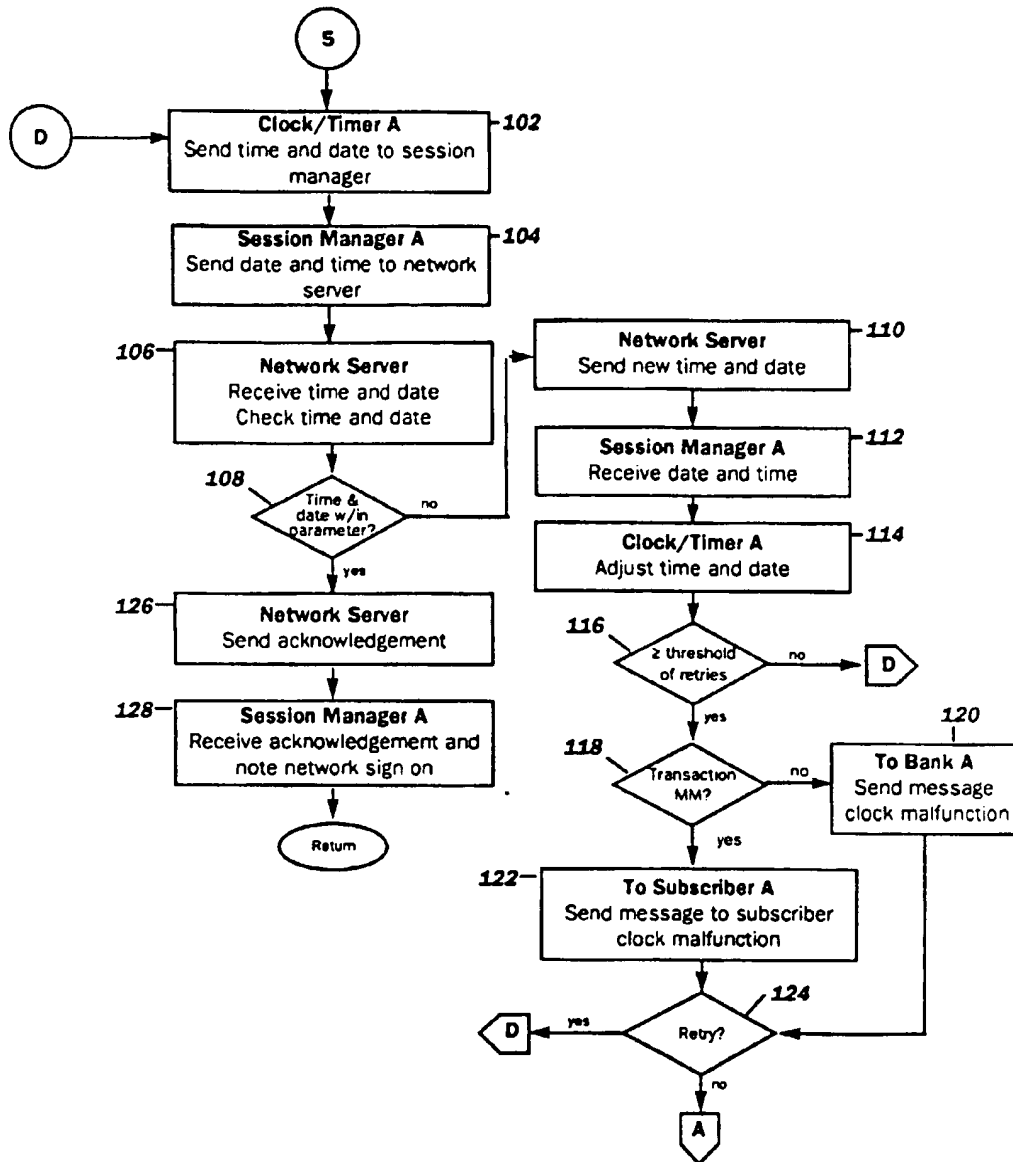 5
D
Clock/Timer A
Send time and date to session
manager
102
Session Manager A
Send date and time to network
server
104
106
Network Server
Receive time and date
Check time and date
108
Time &
date w/in
parameter?
no
yes
126
Network Server
Send acknowledgement
128
Session Manager A
Receive acknowledgement and
note network sign on
Return
Network Server
Send new time and date
110
Session Manager A
Receive date and time
112
Clock/Timer A
Adjust time and date
114
116
≥ threshold
of retries
no
D
yes
118
Transaction
MM?
no
120
To Bank A
Send message
clock malfunction
yes
122
To Subscriber A
Send message to subscriber
clock malfunction
124
Retry?
yes
D
no
A